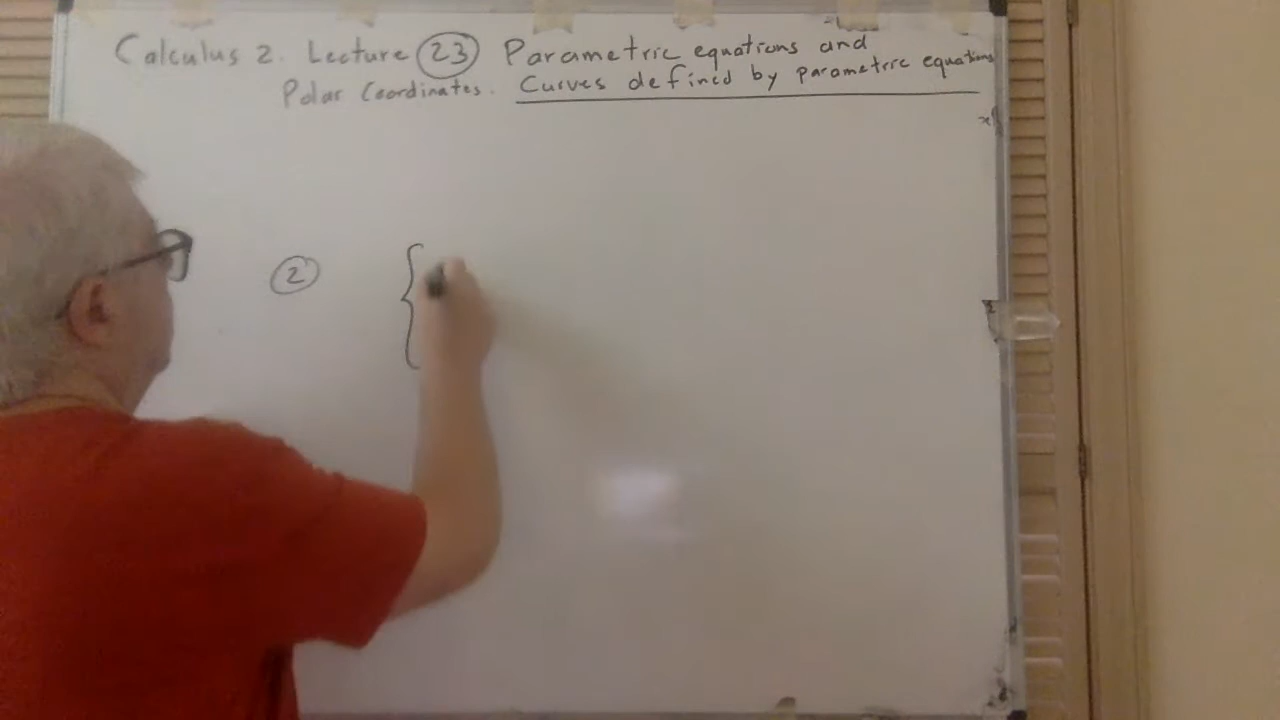 Calculus 2. Lecture 23 Parametric equations and
Polar Coordinates. Curves defined by parametric equations
2
{